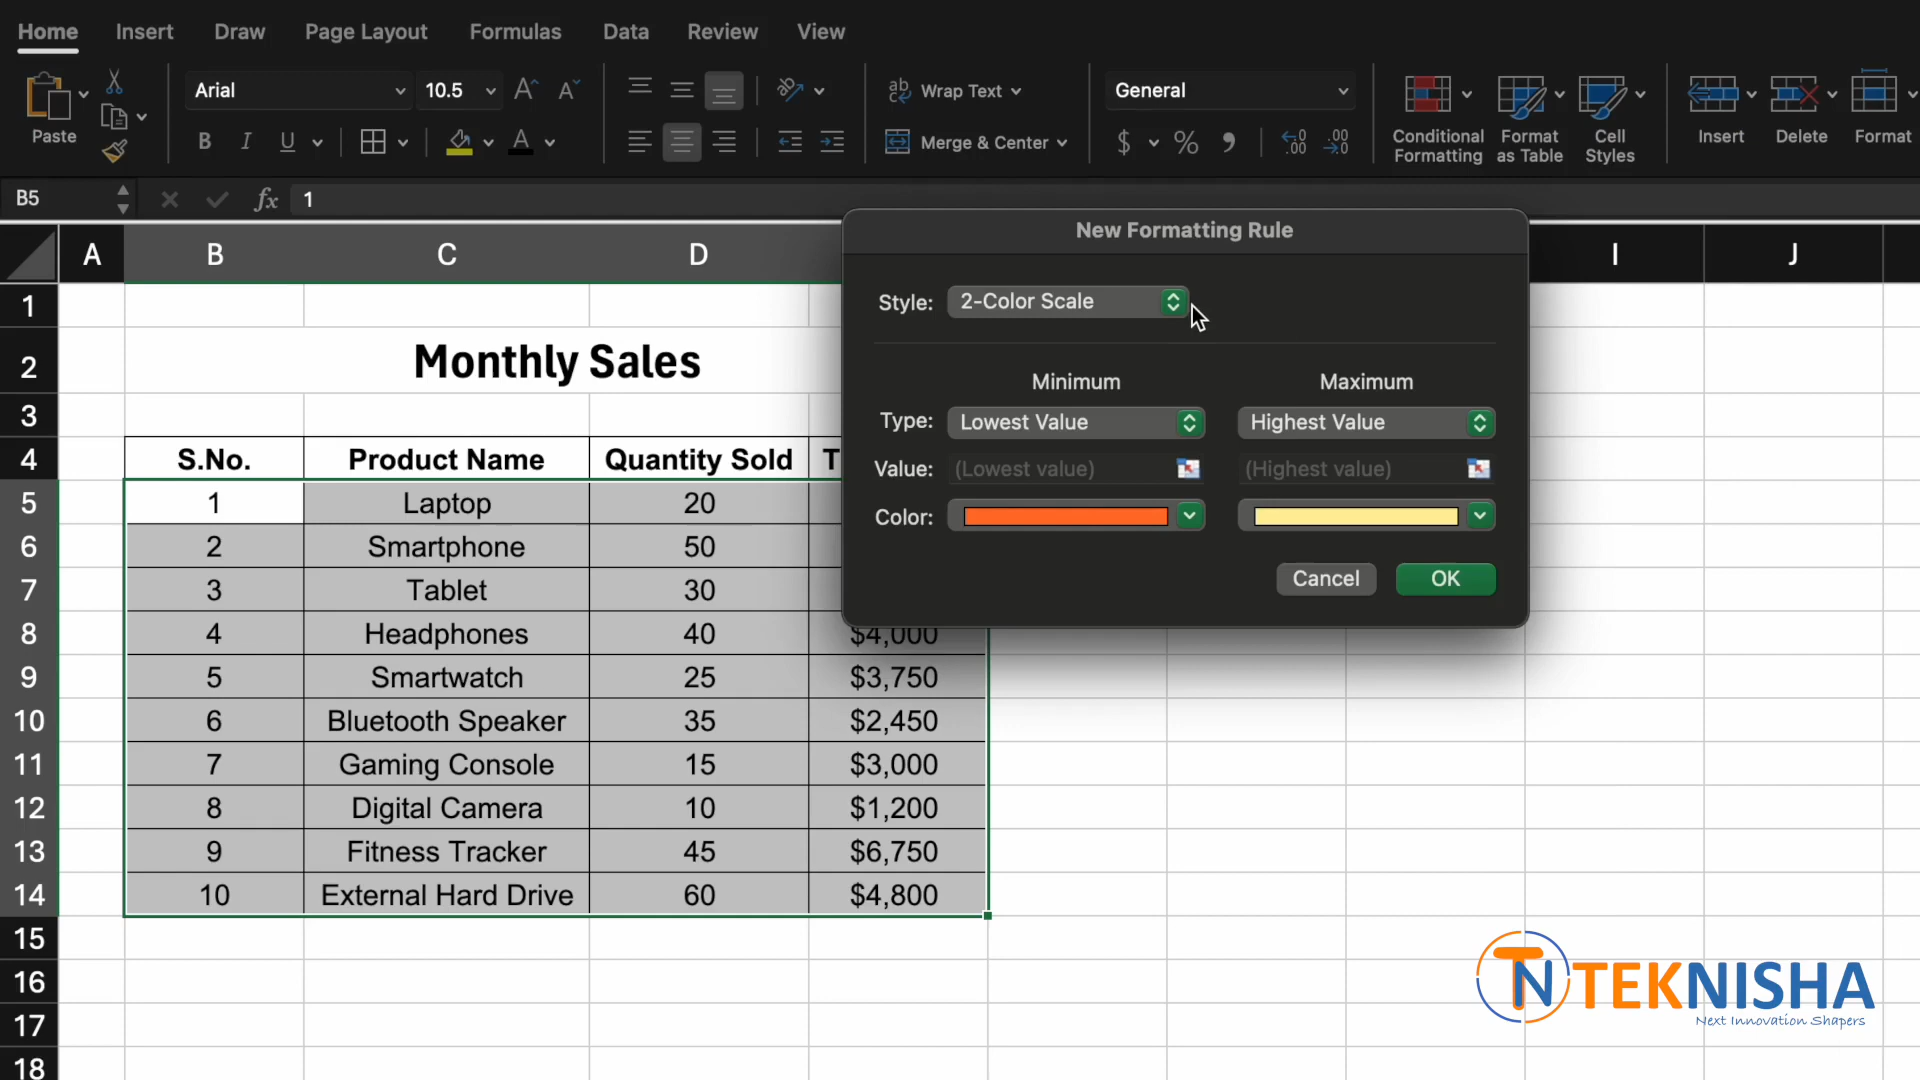 Home Insert Draw Page Layout Formulas Data Review View
Arial 10.5 A A ab Wrap Text General
Paste B I U A Merge & Center $ % Conditional Formatting Format as Table Cell Styles Insert Delete Format
B5 fx 1
New Formatting Rule
A B C D I J
Style: 2-Color Scale
1
2 Monthly Sales
Minimum Maximum
3
Type: Lowest Value Highest Value
4 S.No. Product Name Quantity Sold T
Value: (Lowest value) (Highest value)
5 1 Laptop 20
Color:
6 2 Smartphone 50
7 3 Tablet 30
Cancel OK
8 4 Headphones 40 $4,000
9 5 Smartwatch 25 $3,750
10 6 Bluetooth Speaker 35 $2,450
11 7 Gaming Console 15 $3,000
12 8 Digital Camera 10 $1,200
13 9 Fitness Tracker 45 $6,750
14 10 External Hard Drive 60 $4,800
15
16
17
18
TN TEKNISHA
Next Innovation Shapers